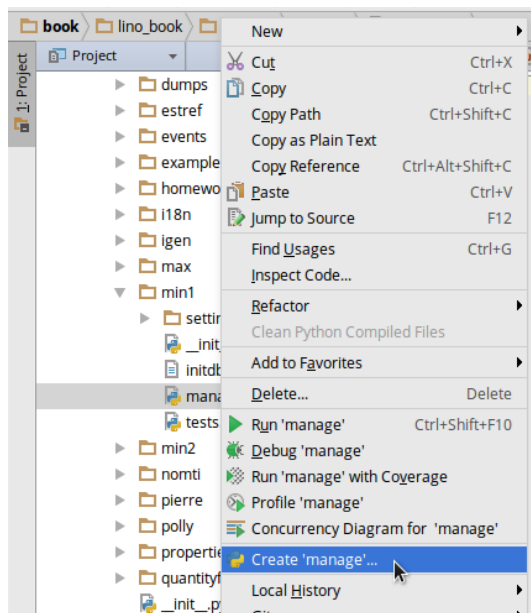 book lino_book
1: Project
Project
dumps
estref
events
example
homewo
i18n
igen
max
min1
settin
__init_
initdb
mana
tests
min2
nomti
pierre
polly
propertie
quantityf
__init__.py
New
Cut Ctrl+X
Copy Ctrl+C
Copy Path Ctrl+Shift+C
Copy as Plain Text
Copy Reference Ctrl+Alt+Shift+C
Paste Ctrl+V
Jump to Source F12
Find Usages Ctrl+G
Inspect Code...
Refactor
Clean Python Compiled Files
Add to Favorites
Delete... Delete
Run 'manage' Ctrl+Shift+F10
Debug 'manage'
Run 'manage' with Coverage
Profile 'manage'
Concurrency Diagram for 'manage'
Create 'manage'...
Local History